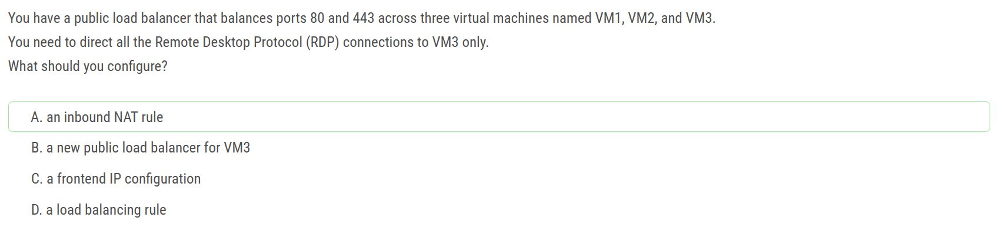 You have a public load balancer that balances ports 80 and 443 across three virtual machines named VM1, VM2, and VM3.
You need to direct all the Remote Desktop Protocol (RDP) connections to VM3 only.
What should you configure?
A. an inbound NAT rule
B. a new public load balancer for VM3
C. a frontend IP configuration
D. a load balancing rule